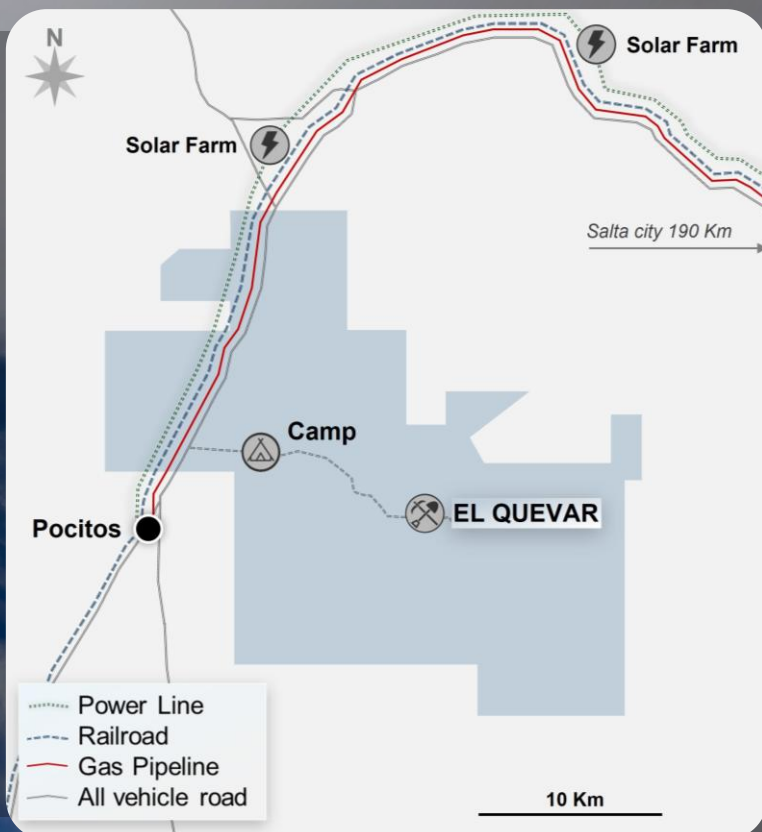 N
Solar Farm
Solar Farm
Salta city 190 Km
Camp
EL QUEVAR
Pocitos
Power Line
Railroad
Gas Pipeline
All vehicle road
10 Km